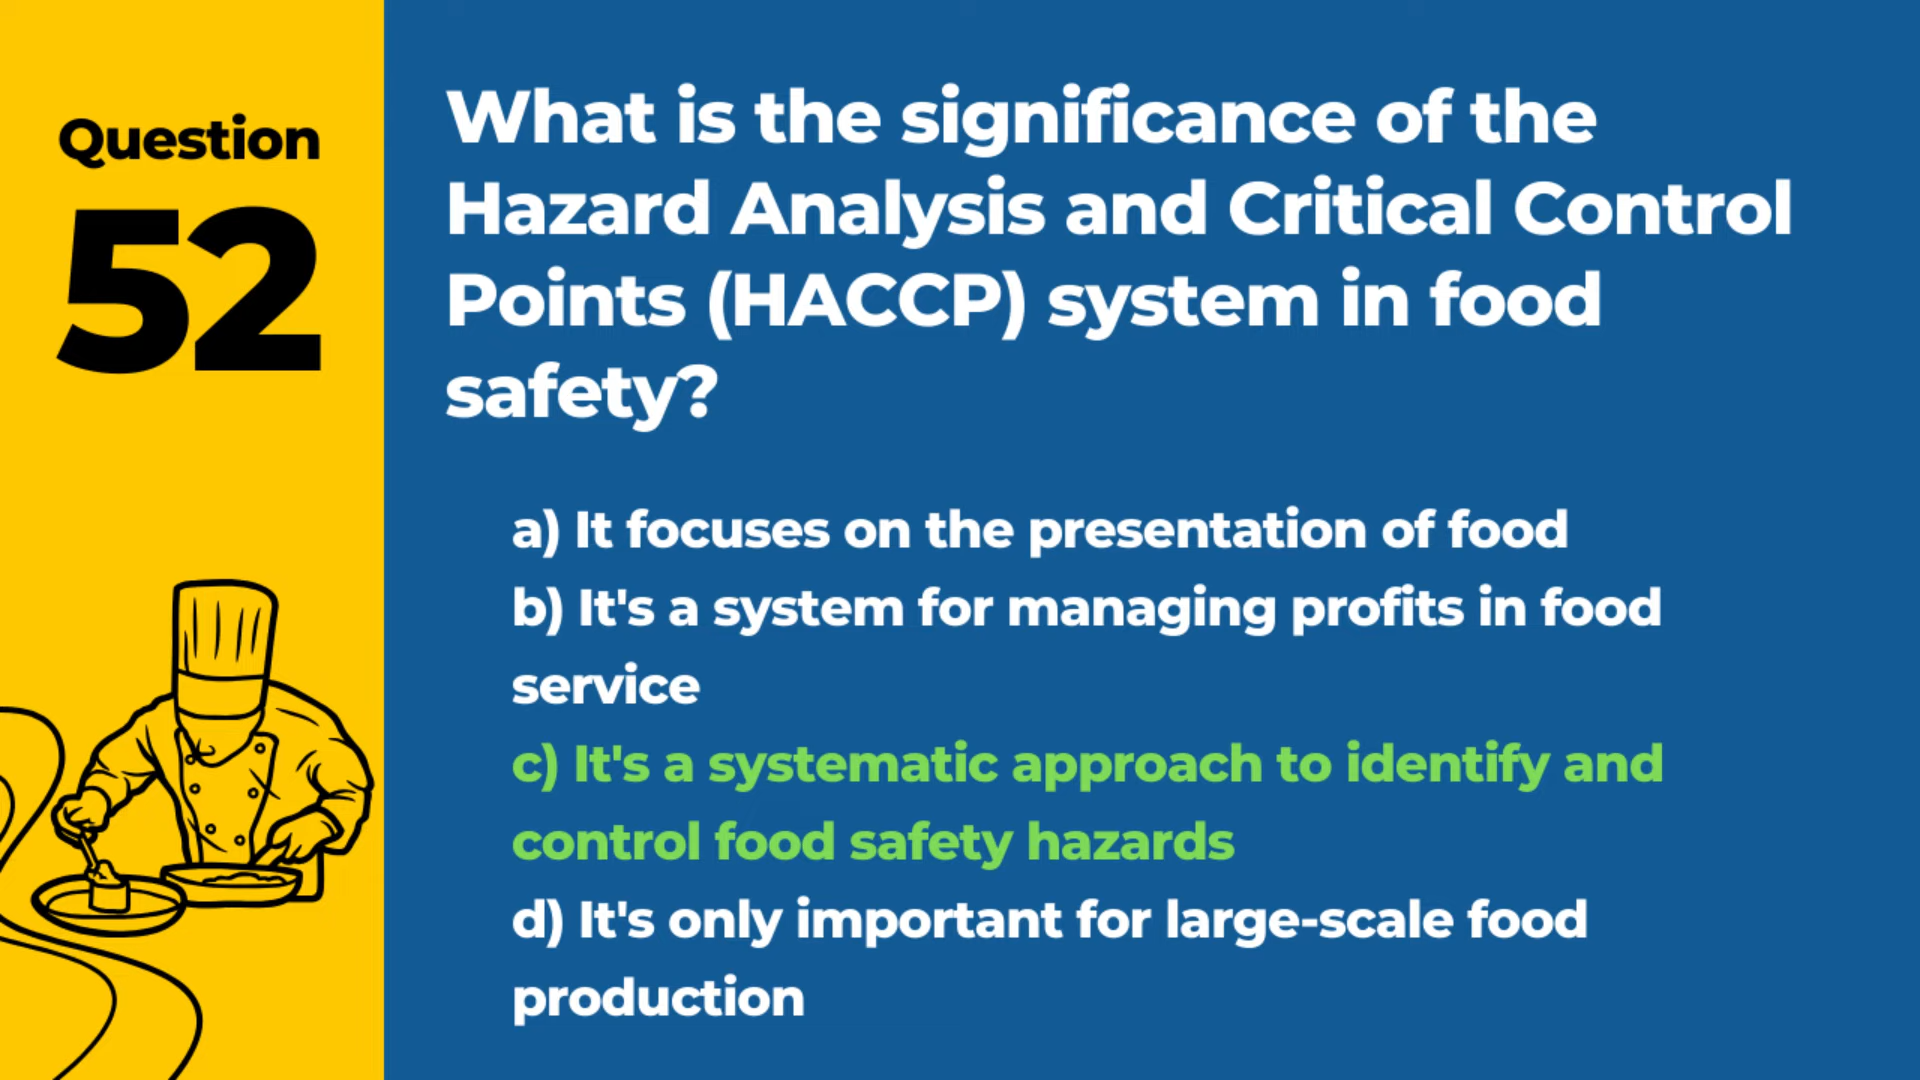 Question
52
What is the significance of the
Hazard Analysis and Critical Control
Points (HACCP) system in food
safety?
a) It focuses on the presentation of food
b) It's a system for managing profits in food
service
c) It's a systematic approach to identify and
control food safety hazards
d) It's only important for large-scale food
production